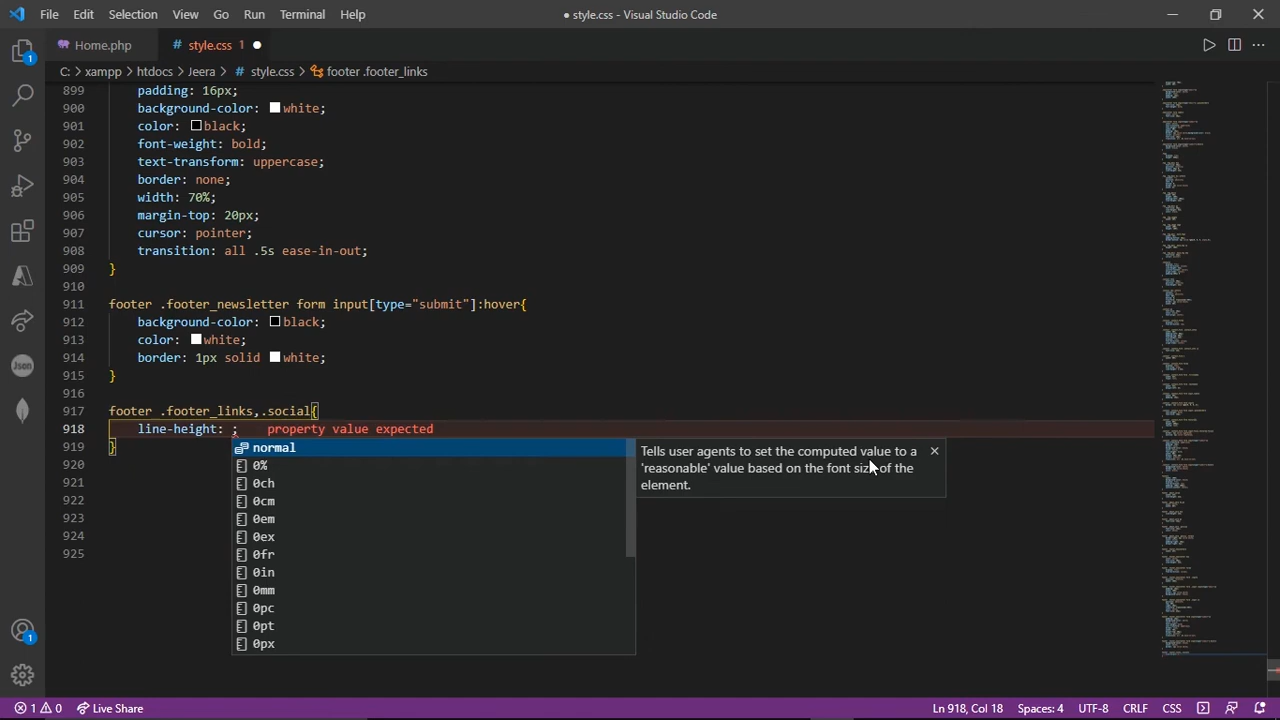 File Edit Selection View Go Run Terminal Help
● style.css - Visual Studio Code
Home.php
# style.css 1 ●
C: > xampp > htdocs > Jeera > # style.css > footer .footer_links
899 padding: 16px;
900 background-color: white;
901 color: black;
902 font-weight: bold;
903 text-transform: uppercase;
904 border: none;
905 width: 70%;
906 margin-top: 20px;
907 cursor: pointer;
908 transition: all .5s ease-in-out;
909 }
910
911 footer .footer_newsletter form input[type="submit"]:hover{
912 background-color: black;
913 color: white;
914 border: 1px solid white;
915 }
916
917 footer .footer_links,.social{
918 line-height: ; property value expected
919 }
920
921
922
923
924
925
normal
0%
0ch
0cm
0em
0ex
0fr
0in
0mm
0pc
0pt
0px
Tells user agents to set the computed value to a
'reasonable' value based on the font size of the
element.
1
1
1 0
Live Share
Ln 918, Col 18
Spaces: 4
UTF-8
CRLF
CSS
Json